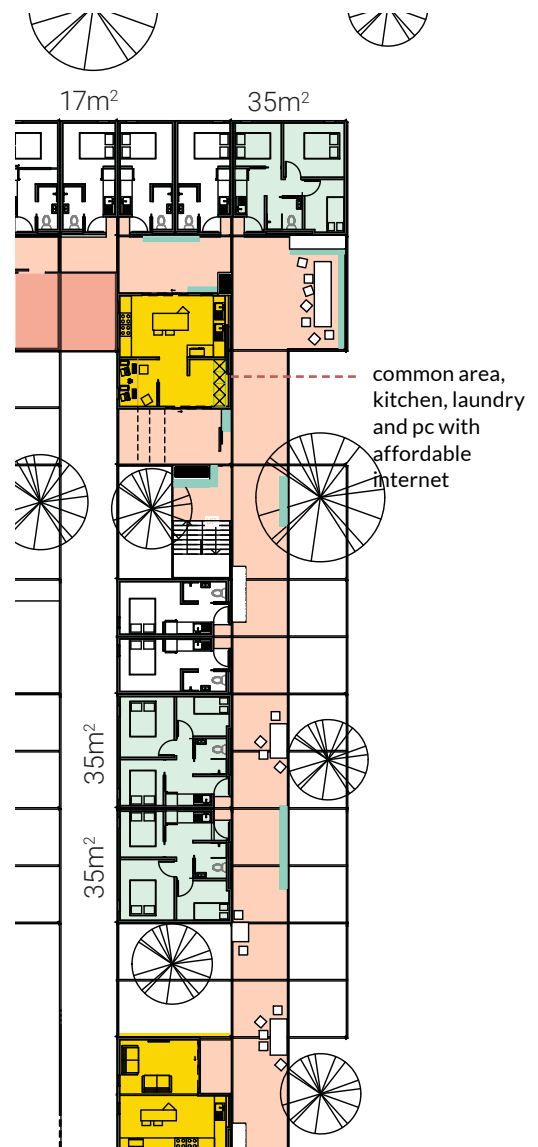 17m²
35m²
common area,
kitchen, laundry
and pc with
affordable
internet
35m²
35m²